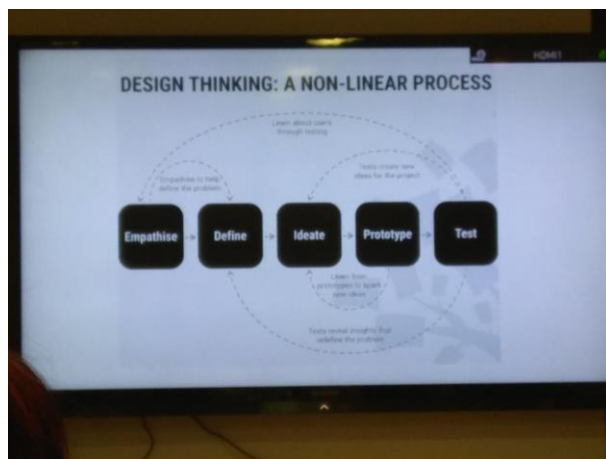 HDMI1
DESIGN THINKING: A NON-LINEAR PROCESS
Learn about users
through testing
Empathise to help
define the problem
Tests create new
ideas for the project
Empathise
Define
Ideate
Prototype
Test
Learn from
prototypes to spark
new ideas
Tests reveal insights that
redefine the problem